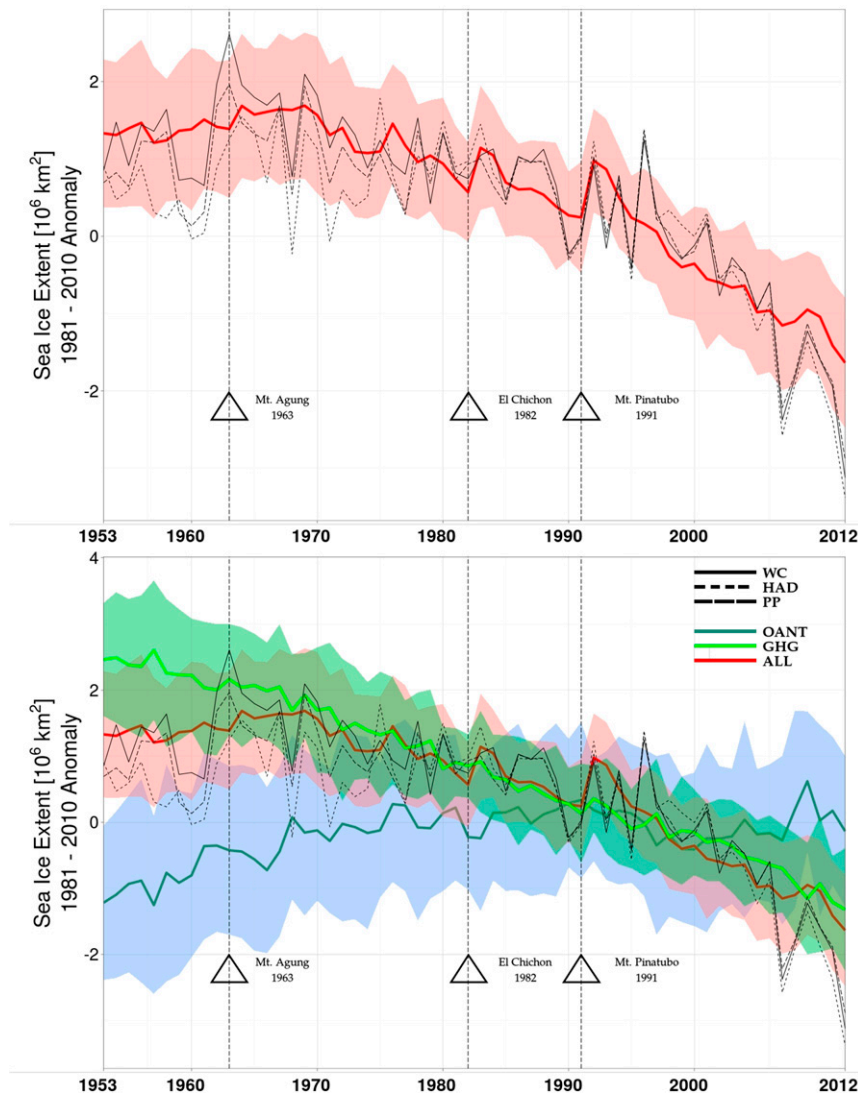 Sea Ice Extent [10⁶ km²]
1981 - 2010 Anomaly
2
0
-2
Mt. Agung
1963
El Chichon
1982
Mt. Pinatubo
1991
1953 1960 1970 1980 1990 2000 2012
Sea Ice Extent [10⁶ km²]
1981 - 2010 Anomaly
4
2
0
-2
WC
HAD
PP
OANT
GHG
ALL
Mt. Agung
1963
El Chichon
1982
Mt. Pinatubo
1991
1953 1960 1970 1980 1990 2000 2012